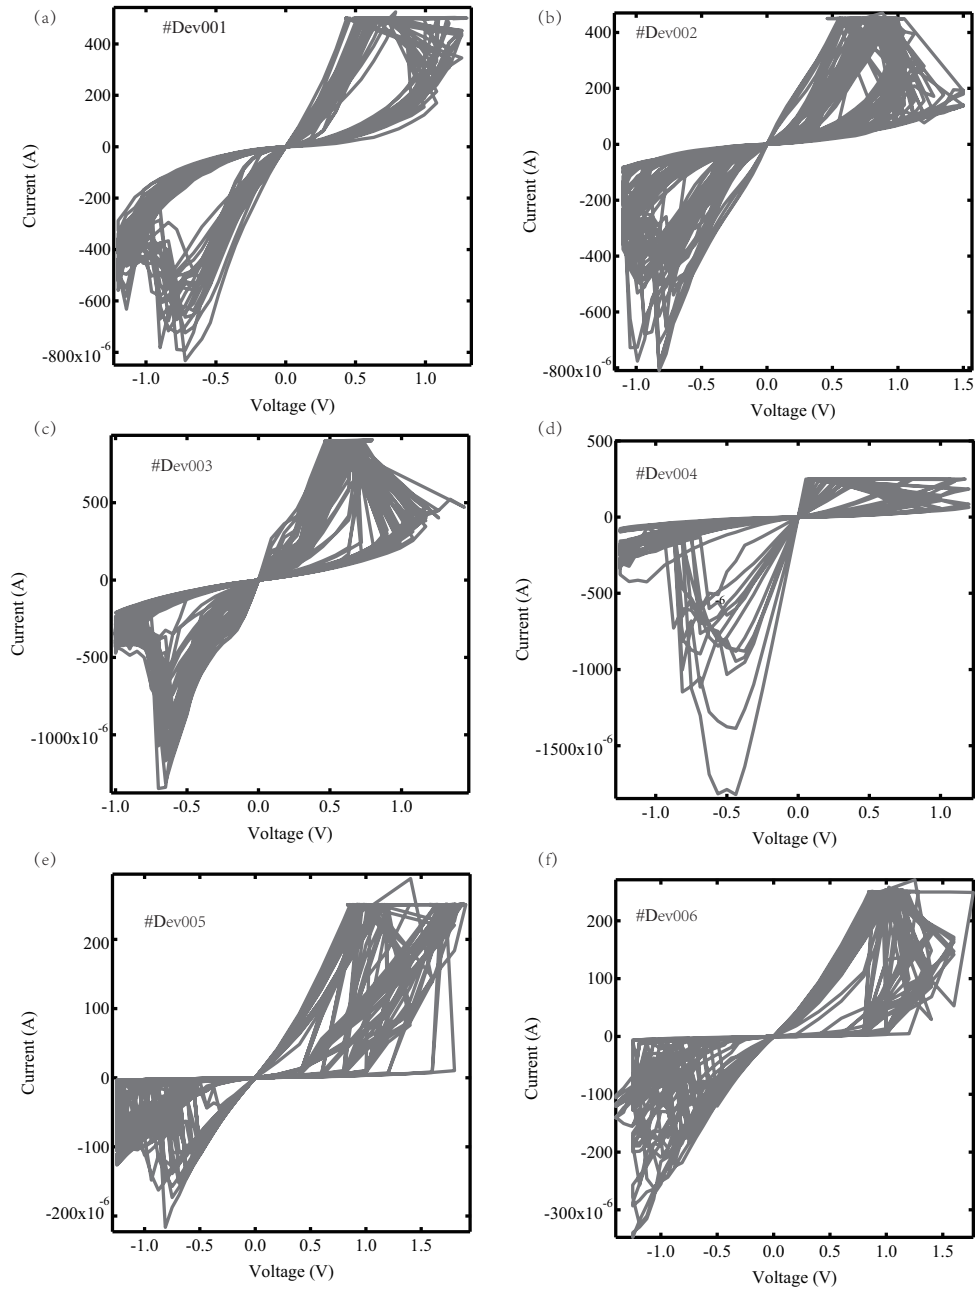 (a)
#Dev001
400
200
0
-200
-400
-600
-800x10-6
-1.0 -0.5 0.0 0.5 1.0
Voltage (V)
Current (A)
(b)
#Dev002
400
200
0
-200
-400
-600
-800x10-6
-1.0 -0.5 0.0 0.5 1.0 1.5
Voltage (V)
Current (A)
(c)
#Dev003
500
0
-500
-1000x10-6
-1.0 -0.5 0.0 0.5 1.0
Voltage (V)
Current (A)
(d)
#Dev004
500
0
-500
-1000
-1500x10-6
-6
-1.0 -0.5 0.0 0.5 1.0
Voltage (V)
Current (A)
(e)
#Dev005
200
100
0
-100
-200x10-6
-1.0 -0.5 0.0 0.5 1.0 1.5
Voltage (V)
Current (A)
(f)
#Dev006
200
100
0
-100
-200
-300x10-6
-1.0 -0.5 0.0 0.5 1.0 1.5
Voltage (V)
Current (A)